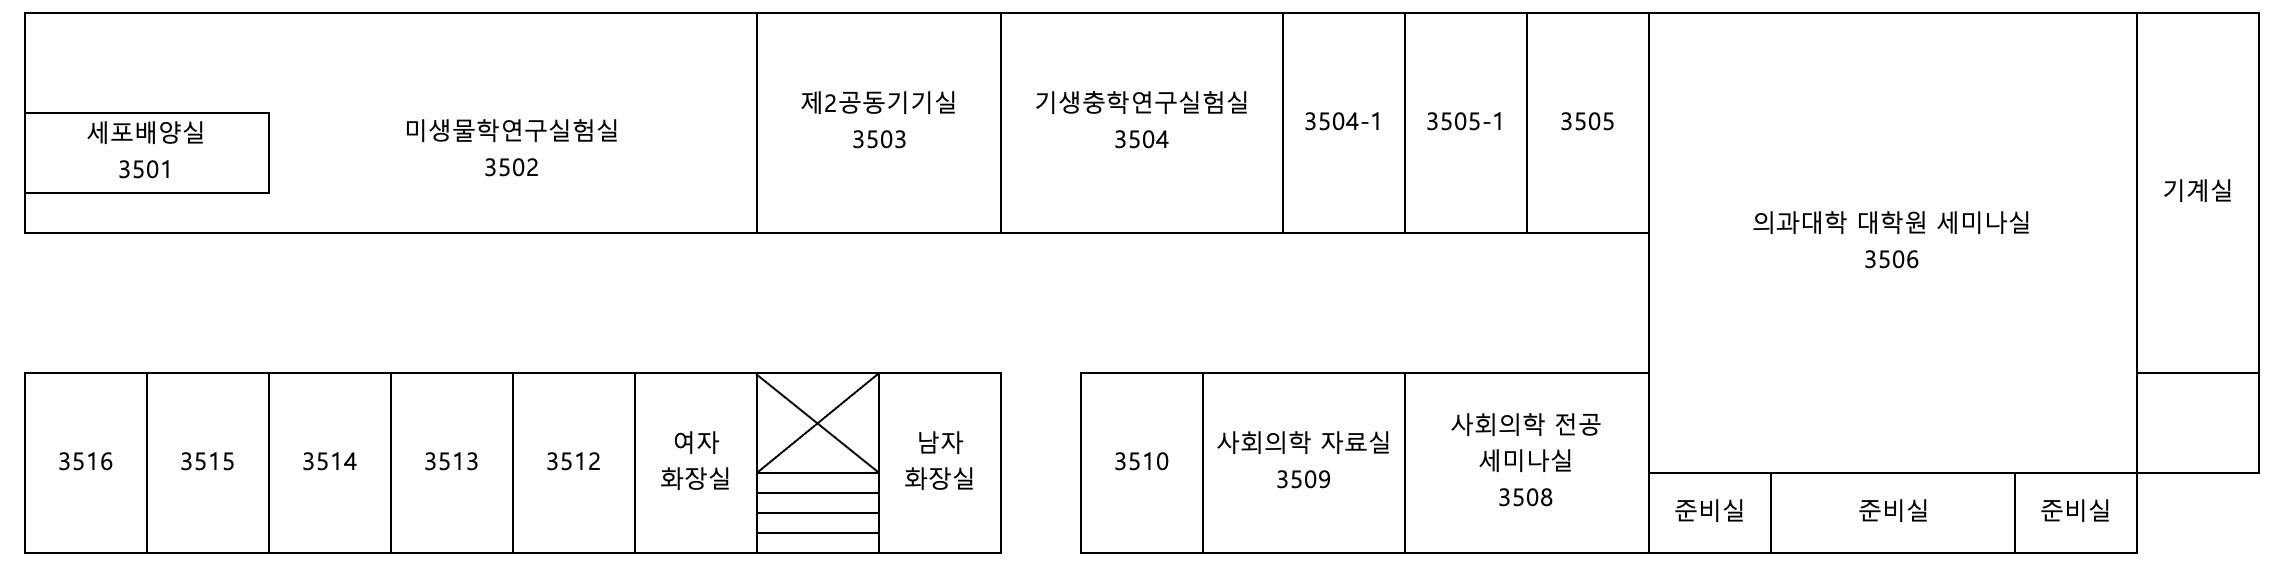 세포배양실
3501
미생물학연구실험실
3502
제2공동기기실
3503
기생충학연구실험실
3504
3504-1
3505-1
3505
의과대학 대학원 세미나실
3506
기계실
3516
3515
3514
3513
3512
여자
화장실
남자
화장실
3510
사회의학 자료실
3509
사회의학 전공
세미나실
3508
준비실
준비실
준비실